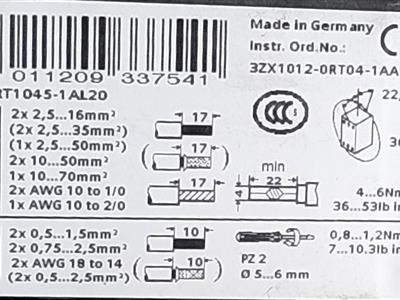 Made in Germany
Instr. Ord.No.:
3ZX1012-0RT04-1AA
011209 337541
RT1045-1AL20
2x 2,5...16mm²
(2x 2,5...35mm²)
(1x 2,5...50mm²)
2x 10...50mm²
1x 10...70mm²
2x AWG 10 to 1/0
1x AWG 10 to 2/0
17
17
17
CCC
min
22
4
22,
36
4...6Nm
36...53lb in
2x 0,5...1,5mm²
2x 0,75...2,5mm²
2x AWG 18 to 14
(2x 0,5...2,5mm²)
10
10
PZ 2
Ø 5...6 mm
0,8...1,2Nm
7...10.3lb in